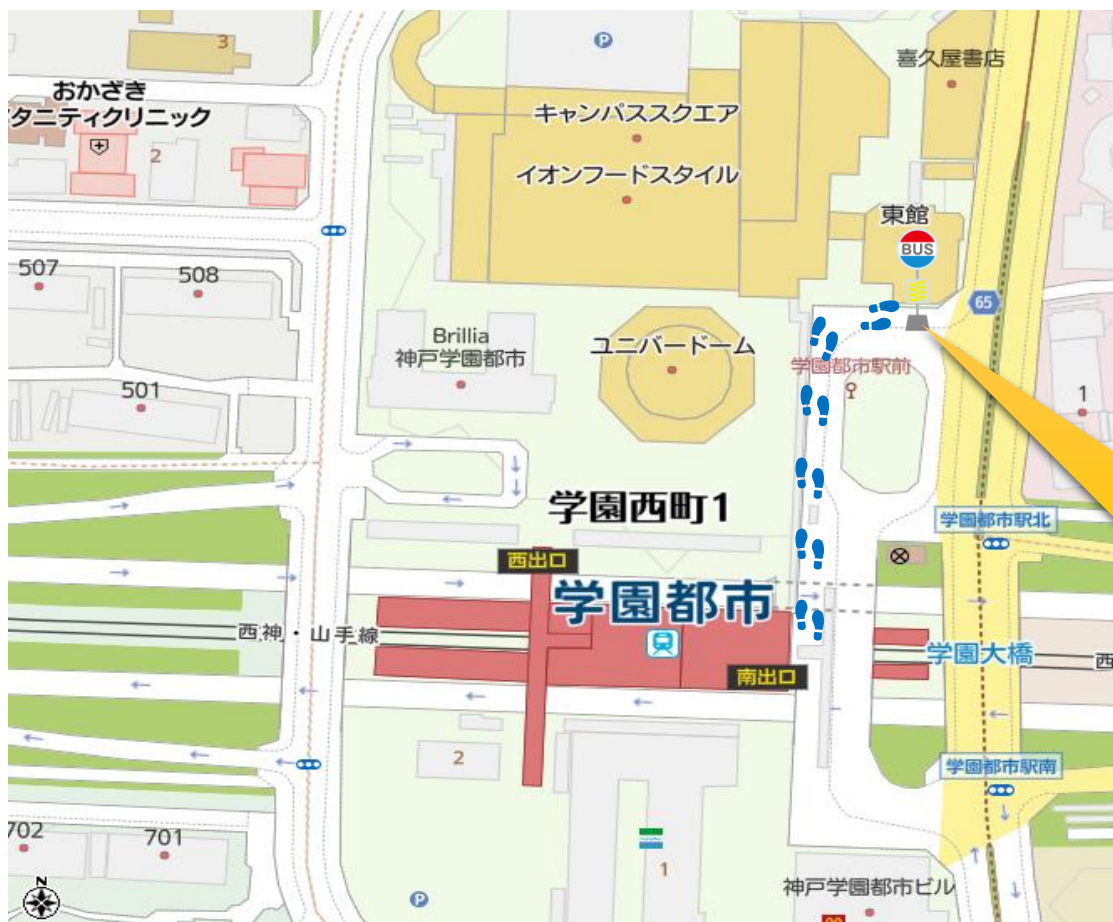 3
P
喜久屋書店
おかざき
タニティクリニック
2
キャンパススクエア
イオンフードスタイル
東館
BUS
507
508
65
Brillia
神戸学園都市
ユニバードーム
学園都市駅前
501
1
学園西町1
学園都市駅北
西出口
学園都市
西神・山手線
学園大橋
西
南出口
2
学園都市駅南
702
701
1
神戸学園都市ビル
N
P